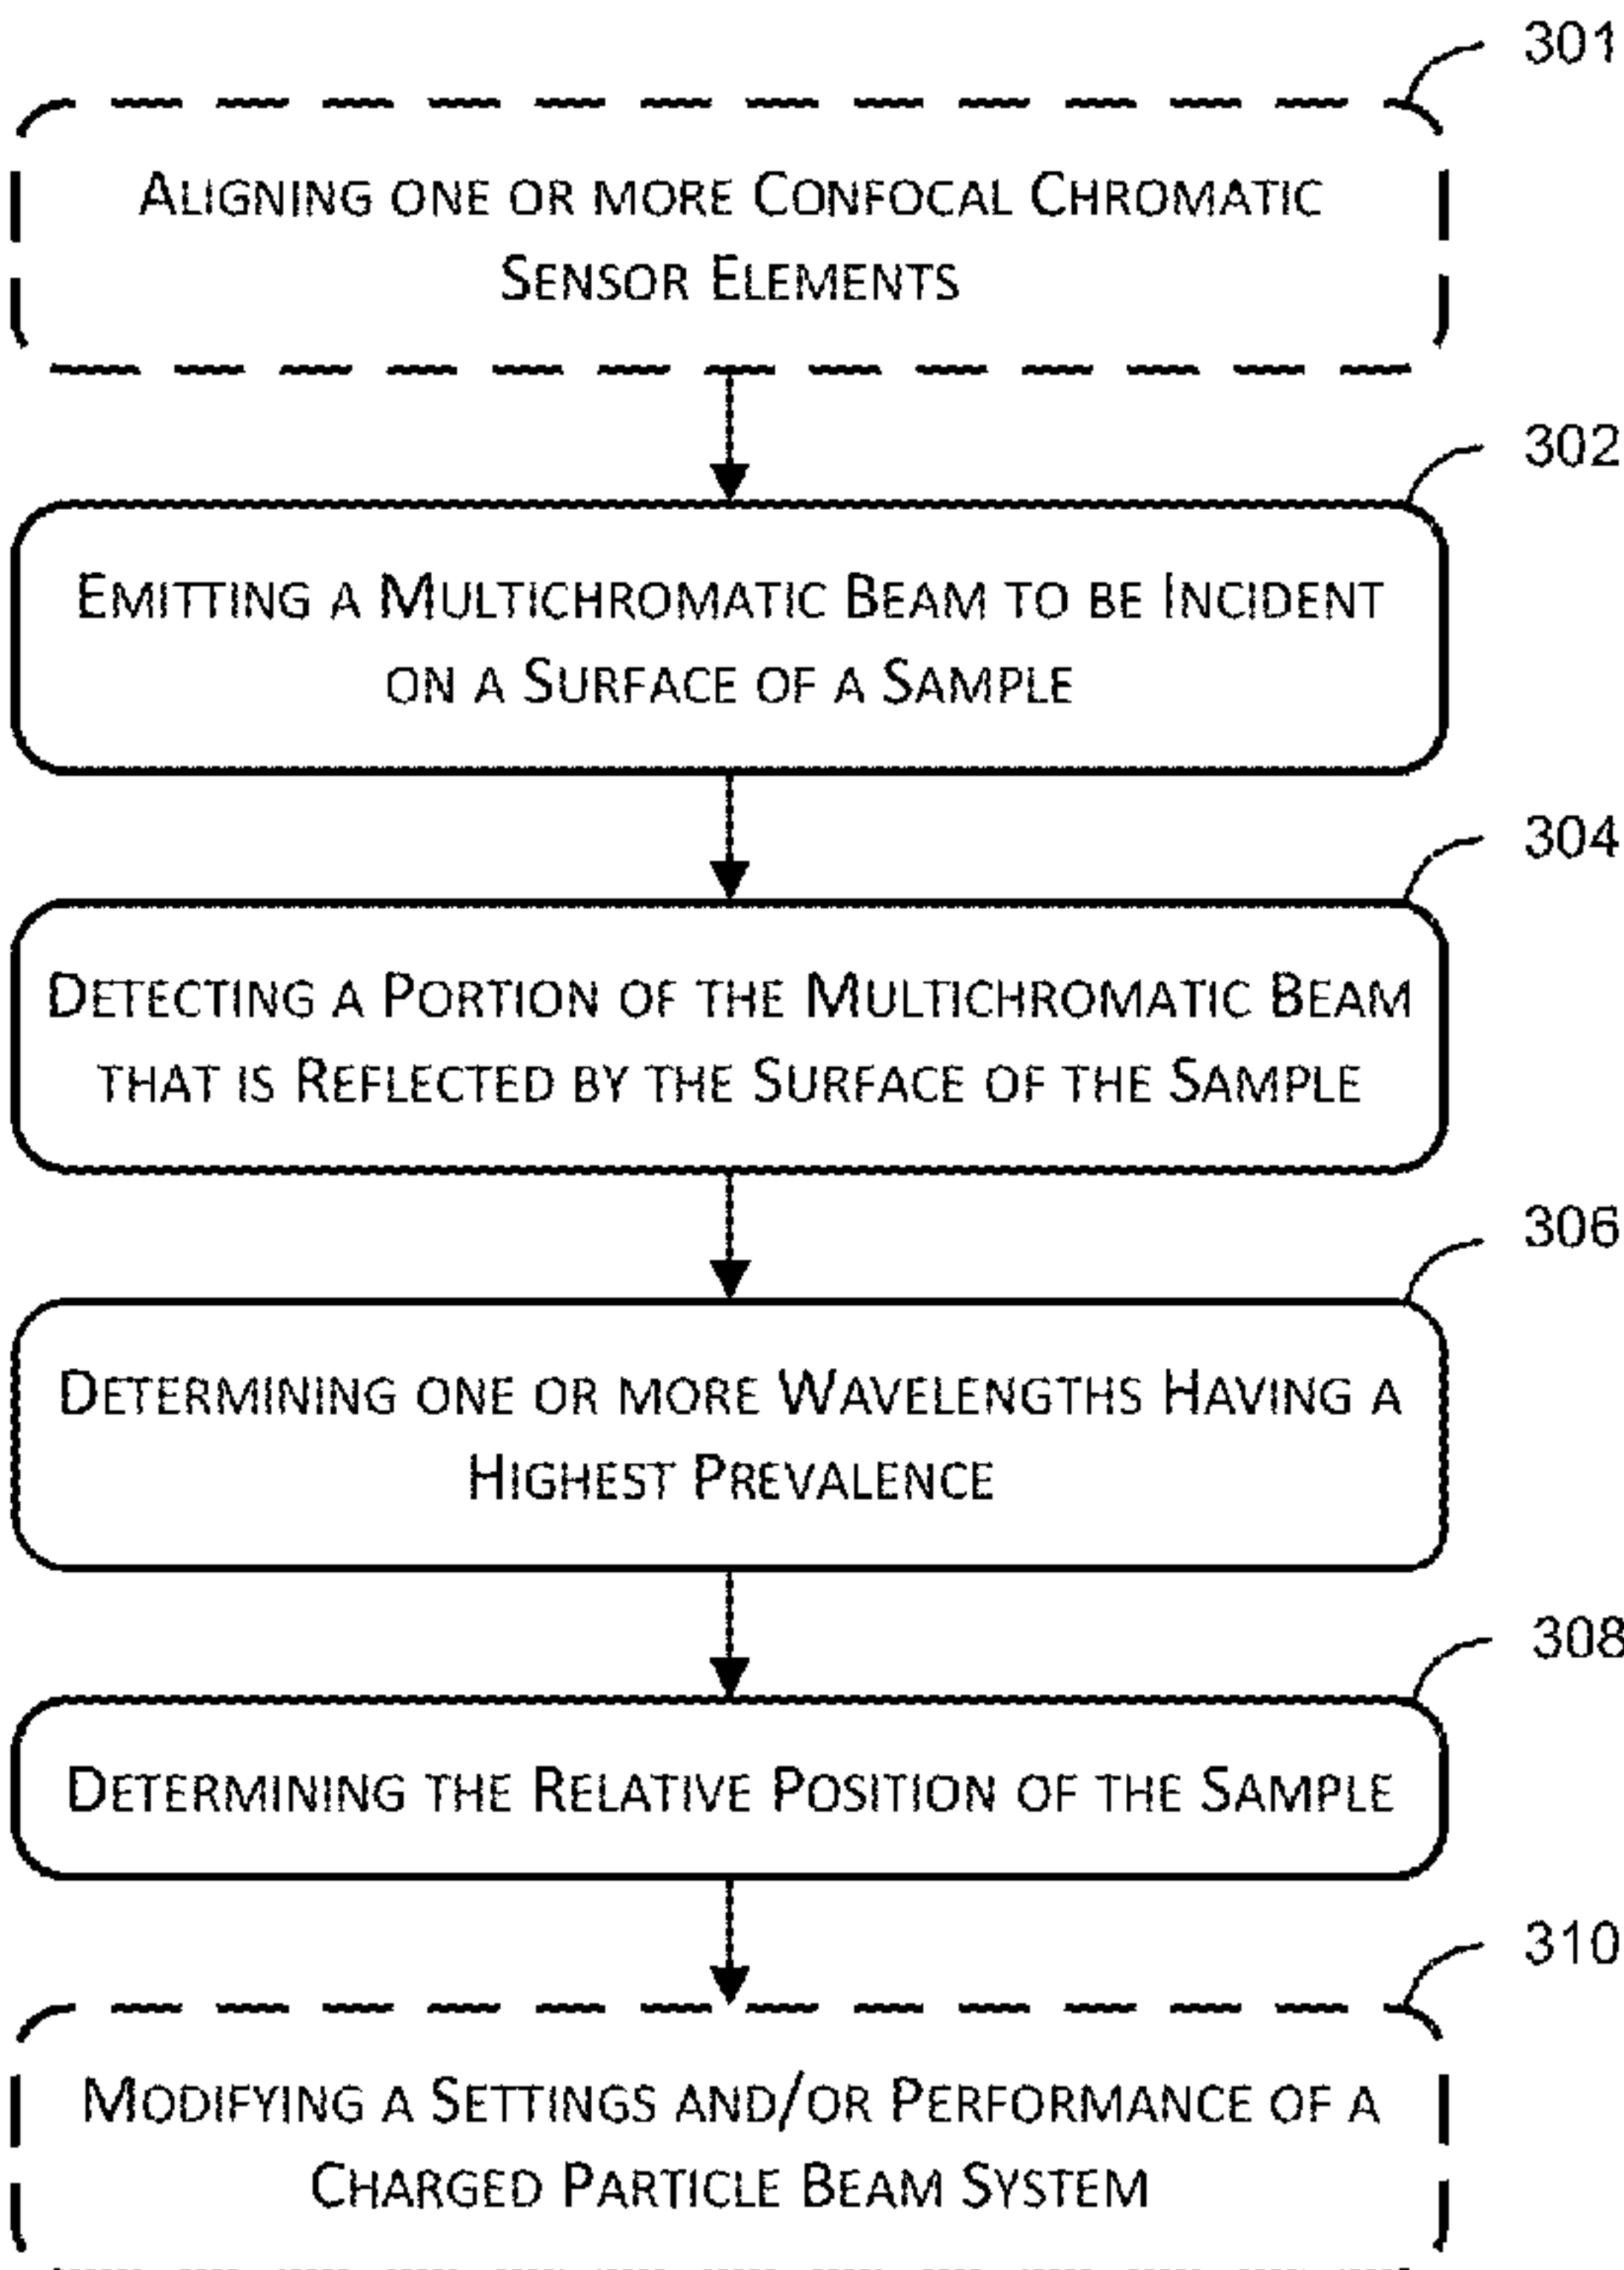 301
ALIGNING ONE OR MORE CONFOCAL CHROMATIC
SENSOR ELEMENTS
302
EMITTING A MULTICHROMATIC BEAM TO BE INCIDENT
ON A SURFACE OF A SAMPLE
304
DETECTING A PORTION OF THE MULTICHROMATIC BEAM
THAT IS REFLECTED BY THE SURFACE OF THE SAMPLE
306
DETERMINING ONE OR MORE WAVELENGTHS HAVING A
HIGHEST PREVALENCE
308
DETERMINING THE RELATIVE POSITION OF THE SAMPLE
310
MODIFYING A SETTINGS AND/OR PERFORMANCE OF A
CHARGED PARTICLE BEAM SYSTEM